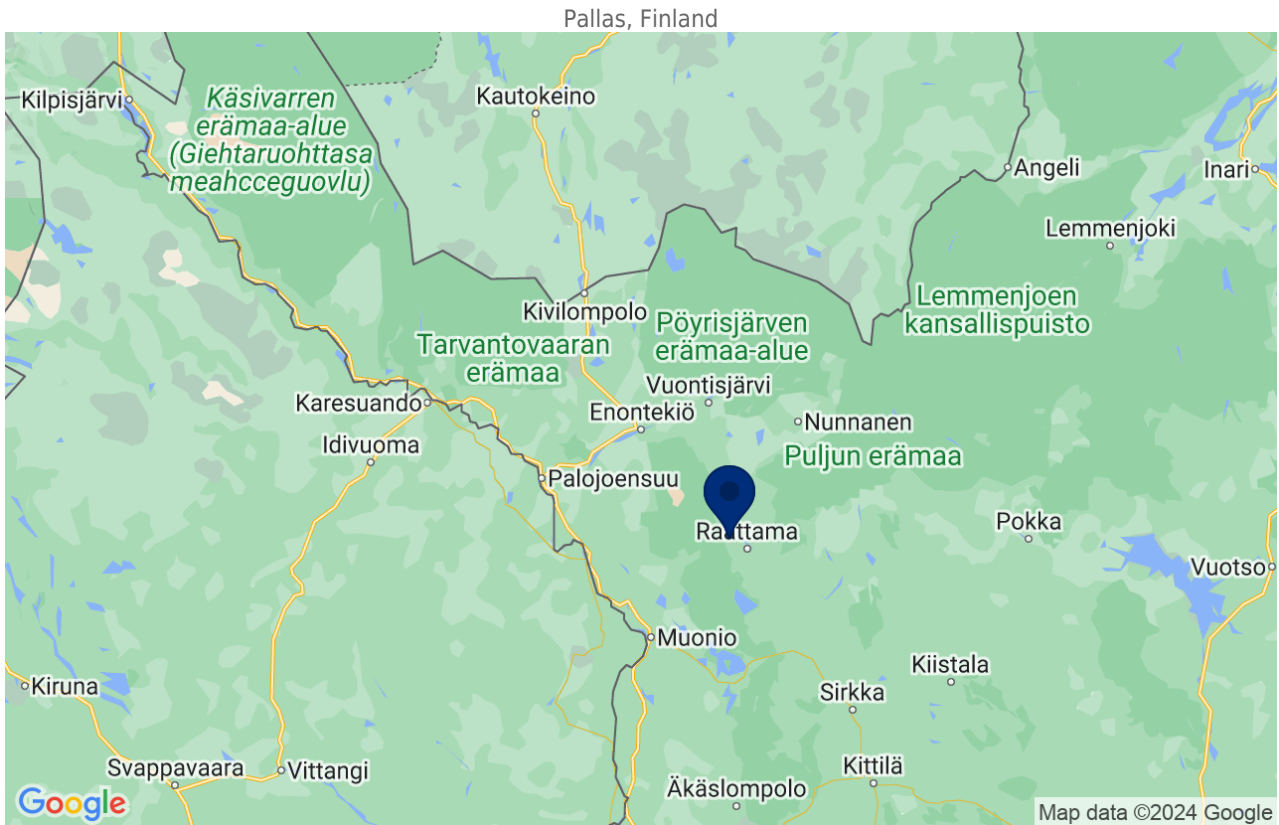 Pallas, Finland
Kilpisjärvi
Käsivarren
erämaa-alue
(Giehtaruohttasa
meahcceguovlu)
Kautokeino
Angeli
Inari
Lemmenjoki
Kivilompolo
Pöyrisjärven
erämaa-alue
Lemmenjoen
kansallispuisto
Tarvantovaaran
erämaa
Vuontisjärvi
Karesuando
Enontekiö
Nunnanen
Idivuoma
Puljun erämaa
Palojoensuu
Raattama
Pokka
Vuotso
Muonio
Kiistala
Kiruna
Sirkka
Svappavaara
Vittangi
Kittilä
Äkäslompolo
Google
Map data ©2024 Google